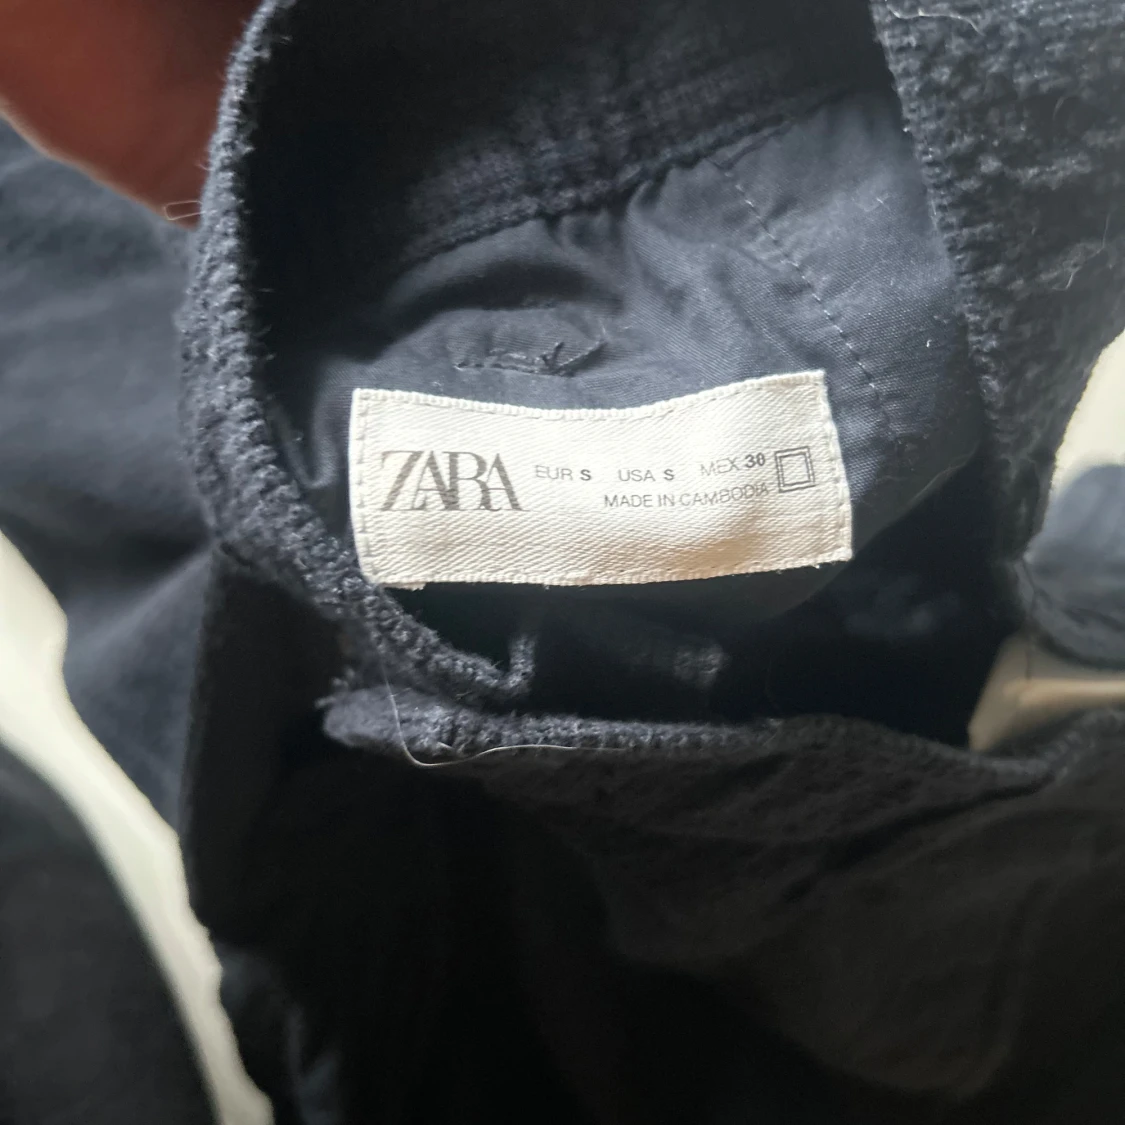 ZARA
EUR S USA S MEX 30
MADE IN CAMBODIA